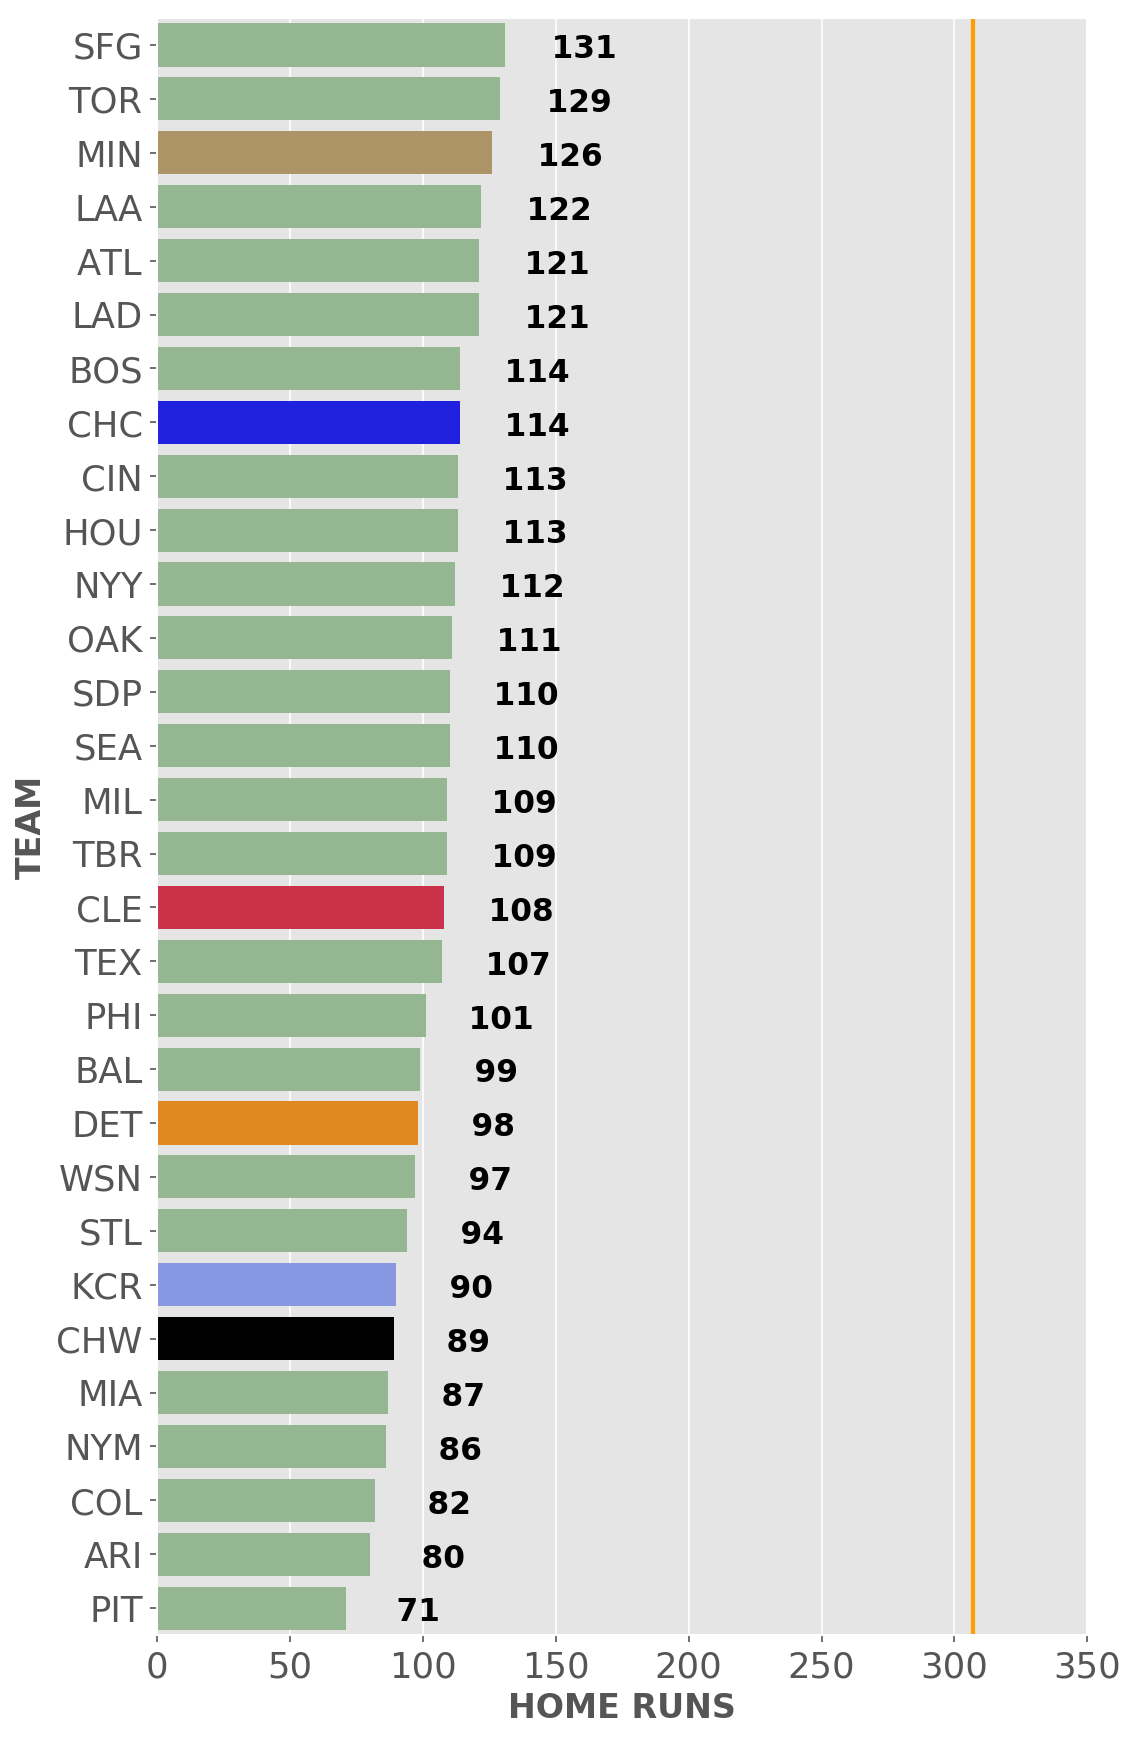 SFG 131
TOR 129
MIN 126
LAA 122
ATL 121
LAD 121
BOS 114
CHC 114
CIN 113
HOU 113
NYY 112
OAK 111
SDP 110
SEA 110
MIL 109
TBR 109
CLE 108
TEX 107
PHI 101
BAL 99
DET 98
WSN 97
STL 94
KCR 90
CHW 89
MIA 87
NYM 86
COL 82
ARI 80
PIT 71
TEAM
0 50 100 150 200 250 300 350
HOME RUNS